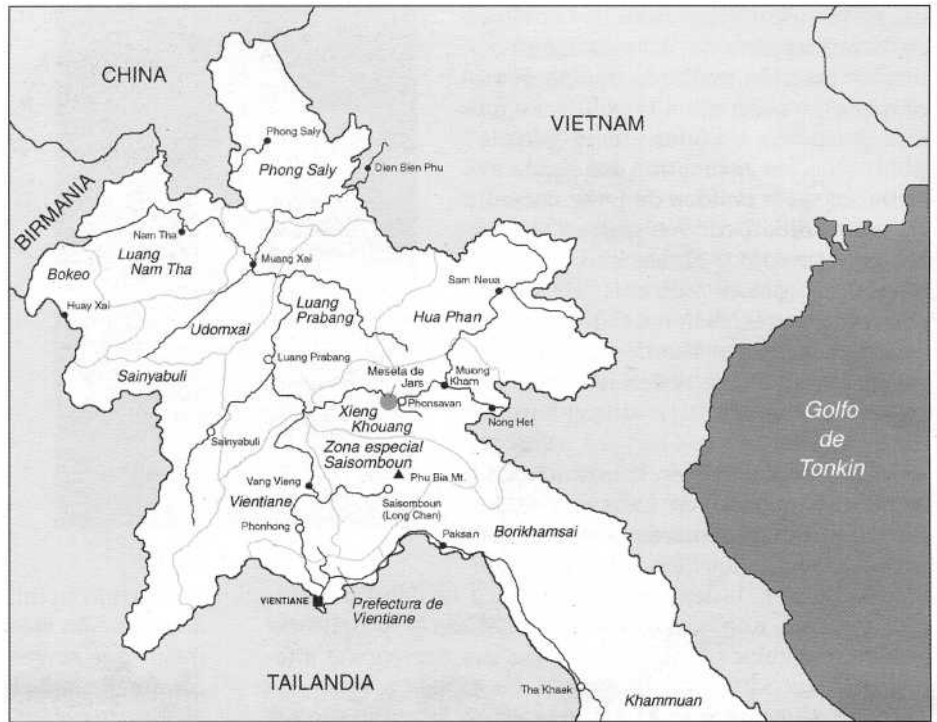 CHINA
VIETNAM
BIRMANIA
Phong Saly
Phong Saly
Dien Bien Phu
Nam Tha
Luang
Nam Tha
Muang Xai
Bokeo
Huay Xai
Sam Neua
Luang
Prabang
Hua Phan
Udomxai
Luang Prabang
Sainyabuli
Meseta de
Jars
Muong
Kham
Phonsavan
Nong Het
Xieng
Khouang
Golfo
de
Tonkin
Sainyabuli
Zona especial
Saisomboun
Phu Bia Mt.
Vang Vieng
Vientiane
Saisomboun
(Long Chen)
Phonhong
Borikhamsai
Paksan
VIENTIANE
Prefectura de
Vientiane
TAILANDIA
Tha Khaek
Khammuan